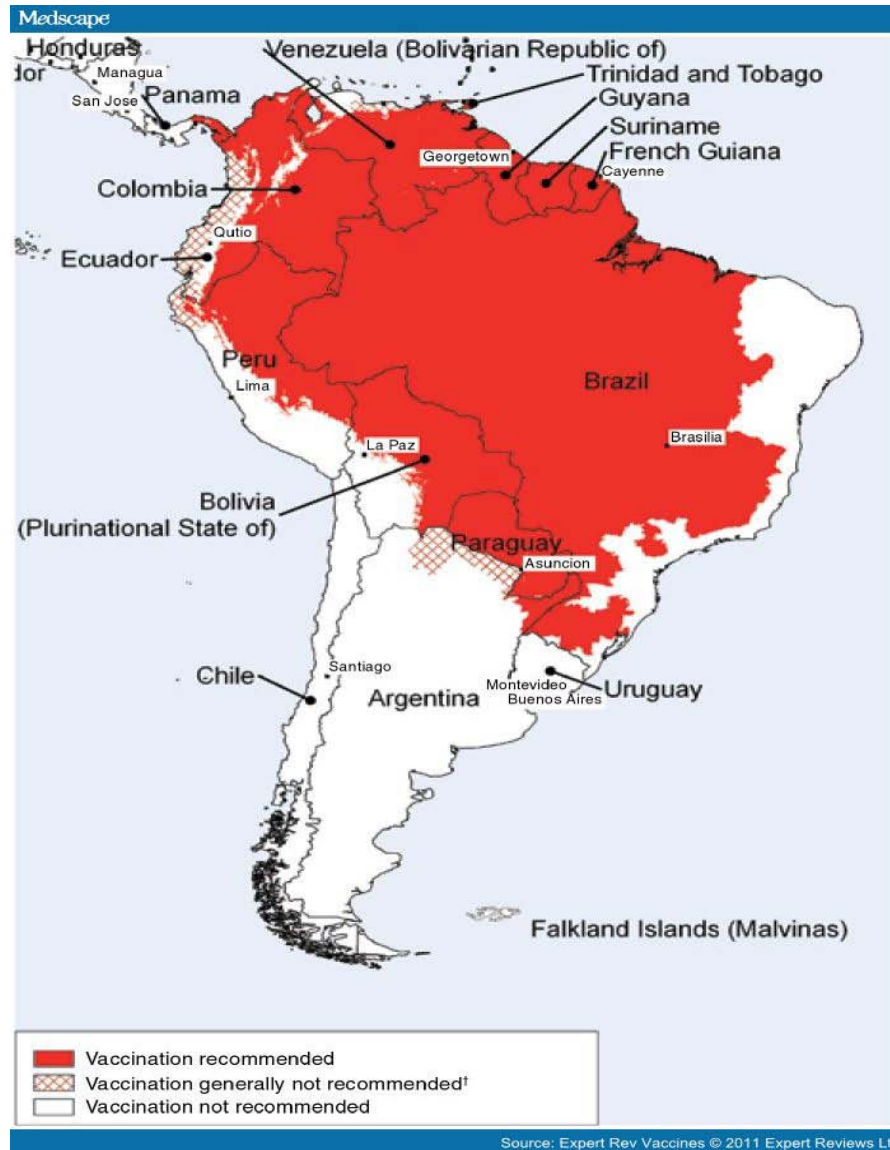 Medscape
Honduras
dor
Managua
San Jose
Panama
Venezuela (Bolivarian Republic of)
Trinidad and Tobago
Guyana
Suriname
French Guiana
Georgetown
Cayenne
Colombia
Qutio
Ecuador
Peru
Lima
Brazil
Brasilia
La Paz
Bolivia
(Plurinational State of)
Paraguay
Asuncion
Chile
Santiago
Argentina
Montevideo
Buenos Aires
Uruguay
Falkland Islands (Malvinas)
Vaccination recommended
Vaccination generally not recommended†
Vaccination not recommended
Source: Expert Rev Vaccines © 2011 Expert Reviews Lt